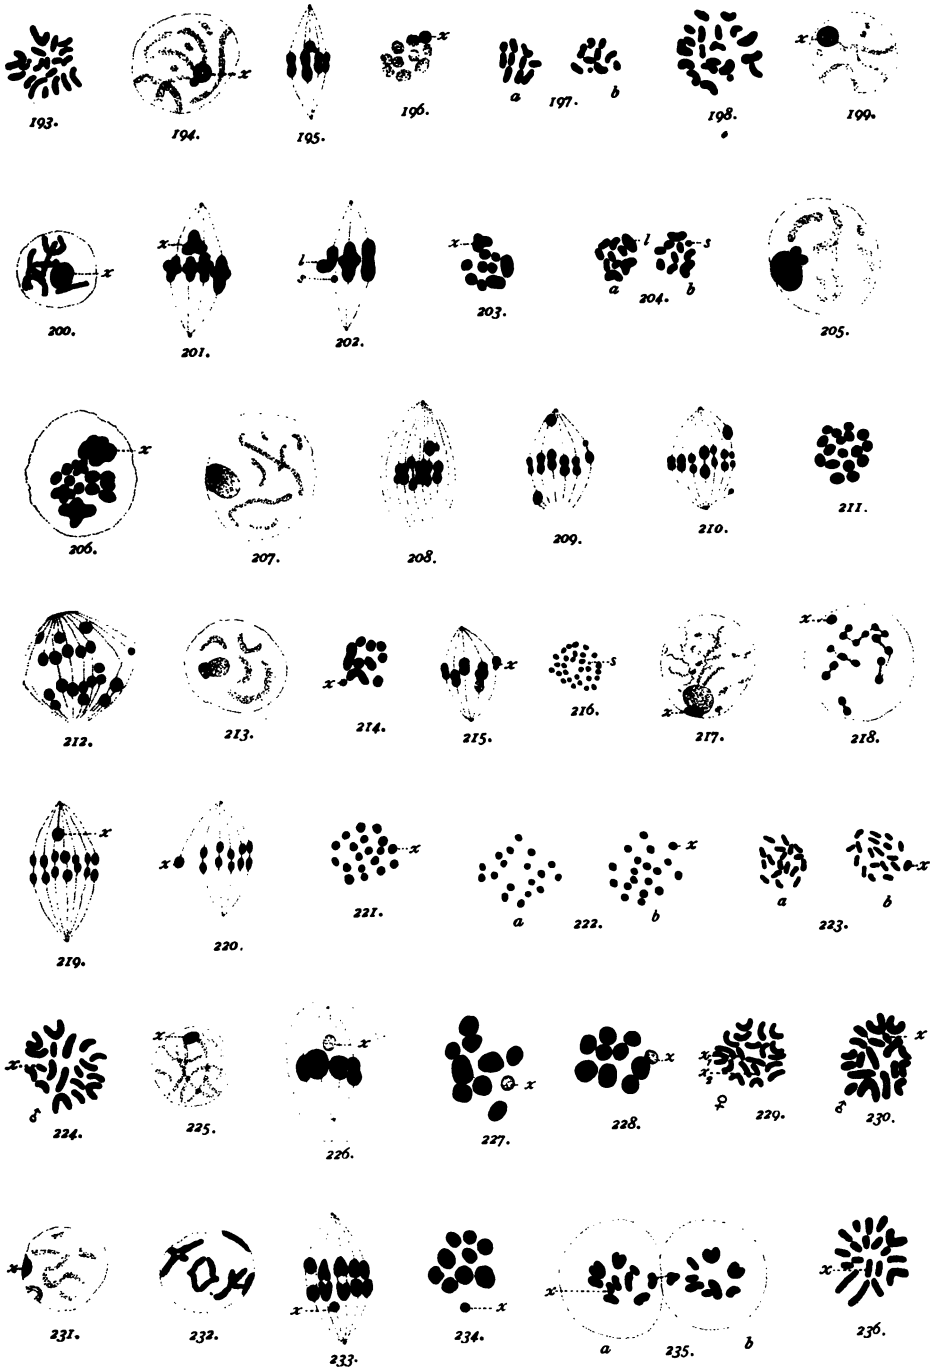 x x x
a b
193. 194. 195. 196. 197. 198. 199.
x x l s x l s
a b
200. 201. 202. 203. 204. 205.
x
206. 207. 208. 209. 210. 211.
x x s x x
212. 213. 214. 215. 216. 217. 218.
x x x x x
a b a b
219. 220. 221. 222. 223.
x x x x x x x s x
♂ ♀ ♂
224. 225. 226. 227. 228. 229. 230.
x x x x x
a b
231. 232. 233. 234. 235. 236.